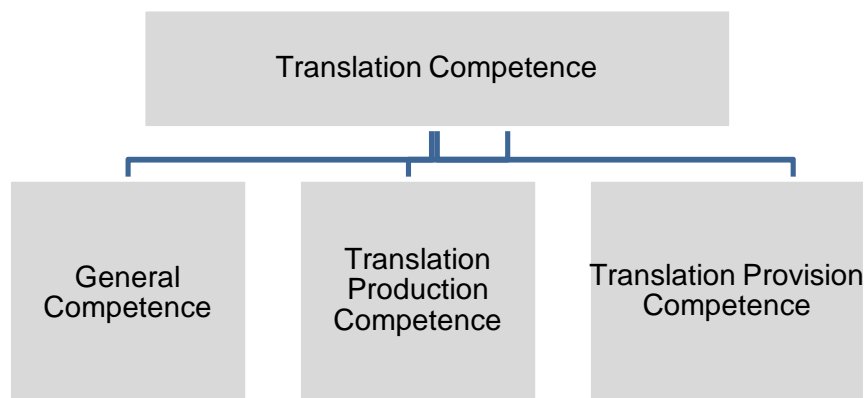 Translation Competence
General
Competence
Translation
Production
Competence
Translation Provision
Competence